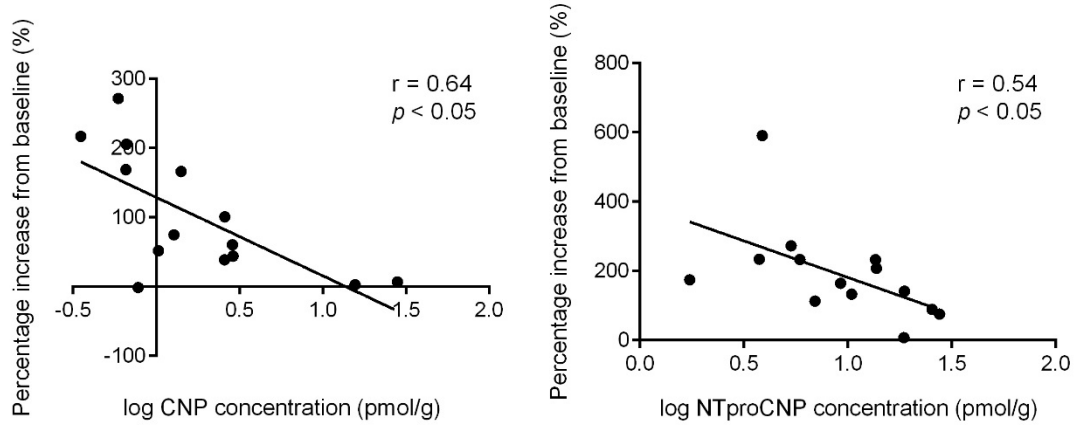 Percentage increase from baseline (%)
300
200
100
-100
-0.5
0.5
1.0
1.5
2.0
r = 0.64
p < 0.05
log CNP concentration (pmol/g)
Percentage increase from baseline (%)
800
600
400
200
0
0.0
0.5
1.0
1.5
2.0
r = 0.54
p < 0.05
log NTproCNP concentration (pmol/g)